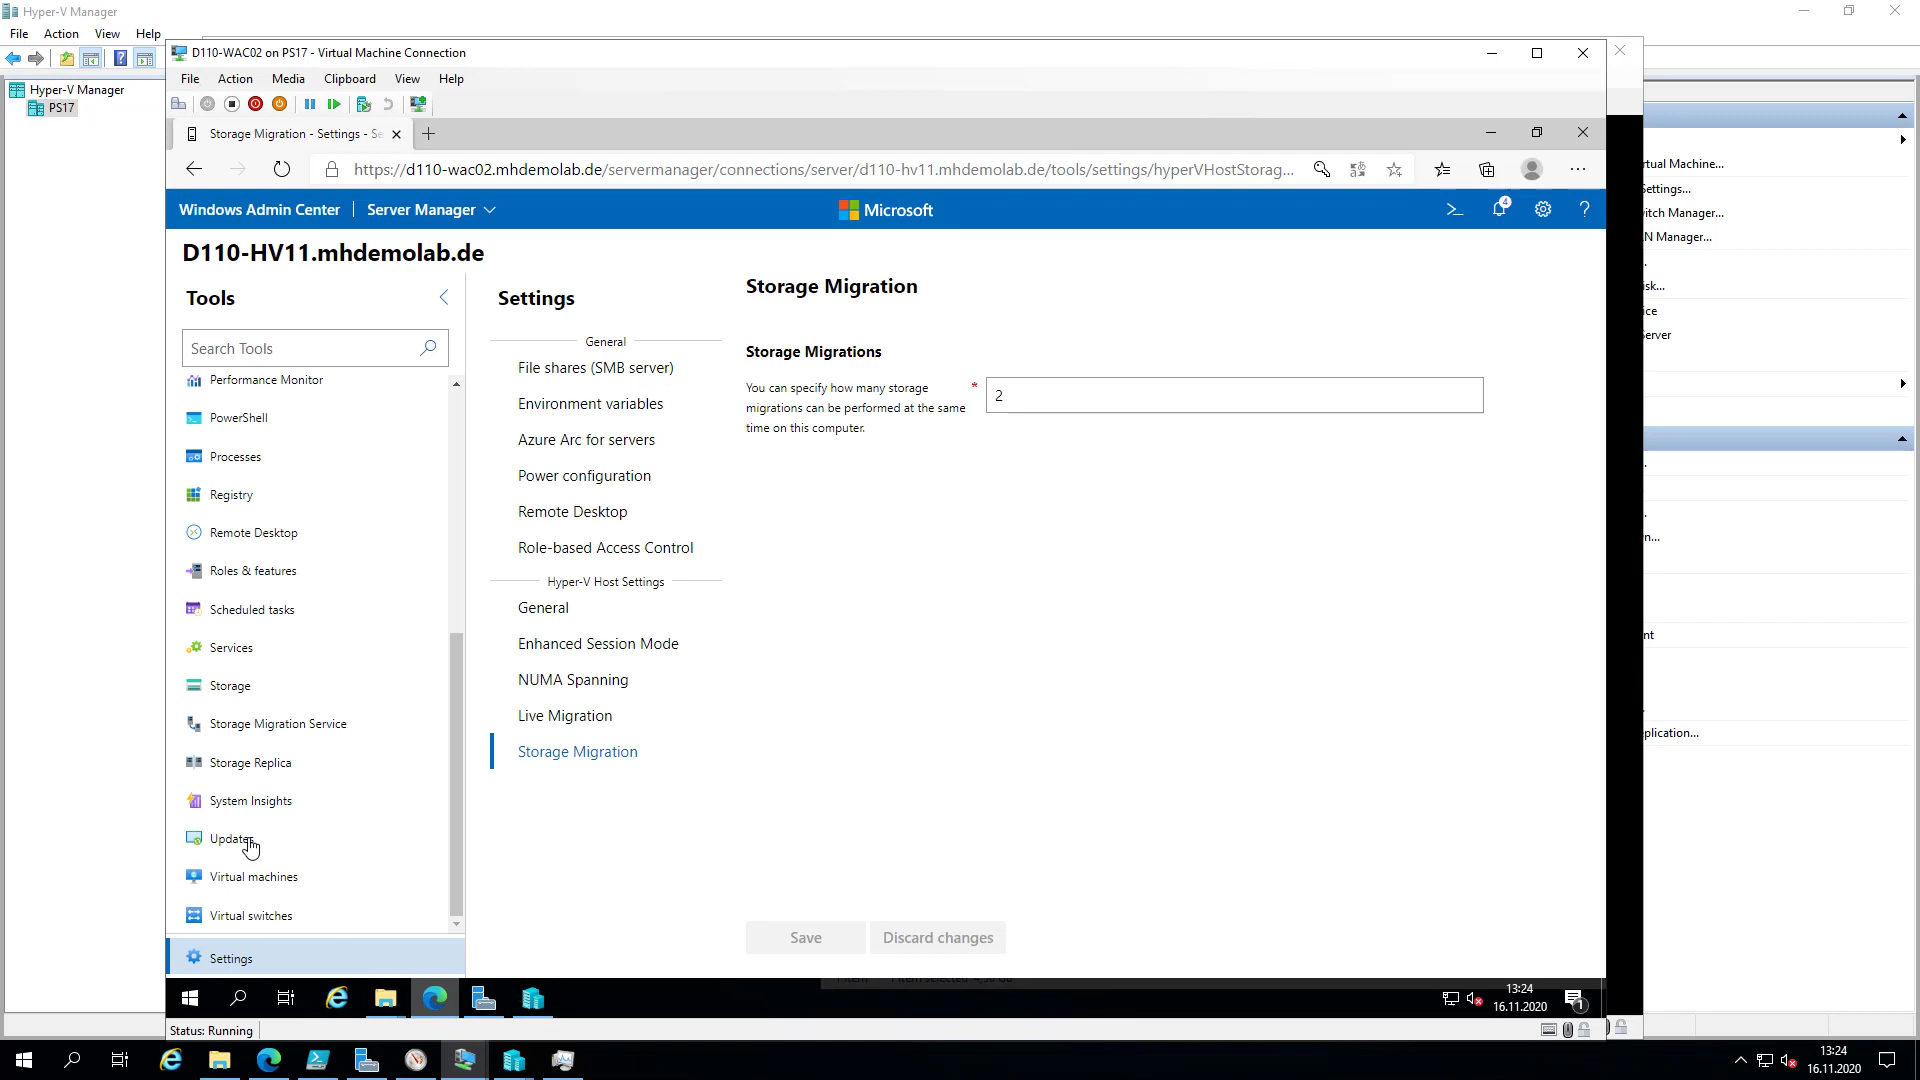 Hyper-V Manager
File Action View Help
Hyper-V Manager
PS17
D110-WAC02 on PS17 - Virtual Machine Connection
File Action Media Clipboard View Help
Storage Migration - Settings - Se
https://d110-wac02.mhdemolab.de/servermanager/connections/server/d110-hv11.mhdemolab.de/tools/settings/hyperVHostStorag...
Windows Admin Center
Server Manager
Microsoft
4
?
D110-HV11.mhdemolab.de
Tools
Search Tools
Performance Monitor
PowerShell
Processes
Registry
Remote Desktop
Roles & features
Scheduled tasks
Services
Storage
Storage Migration Service
Storage Replica
System Insights
Updates
Virtual machines
Virtual switches
Settings
Settings
General
File shares (SMB server)
Environment variables
Azure Arc for servers
Power configuration
Remote Desktop
Role-based Access Control
Hyper-V Host Settings
General
Enhanced Session Mode
NUMA Spanning
Live Migration
Storage Migration
Storage Migration
Storage Migrations
You can specify how many storage
migrations can be performed at the same
time on this computer.
*
2
Save
Discard changes
13:24
16.11.2020
1
Status: Running
rtual Machine...
Settings...
itch Manager...
N Manager...
.
isk...
ice
Server
.
n...
nt
.
eplication...
13:24
16.11.2020